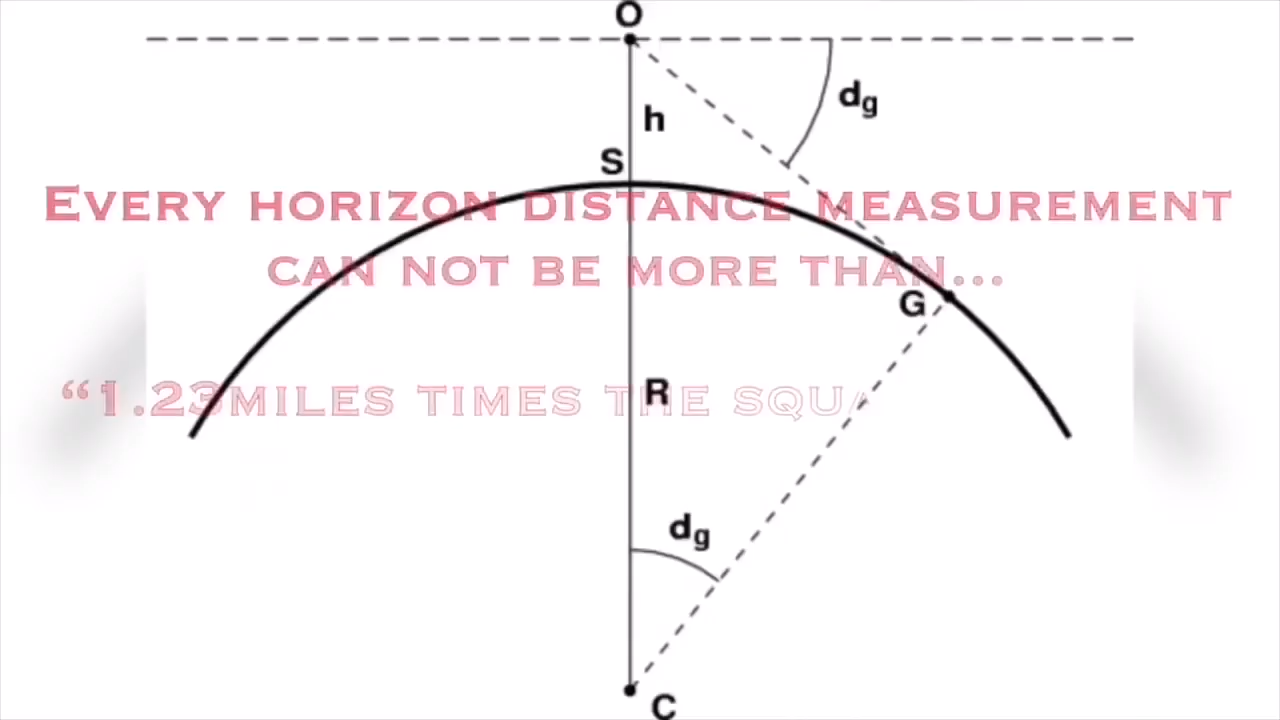 O
dg
h
S
EVERY HORIZON DISTANCE MEASUREMENT
CAN NOT BE MORE THAN...
G
R
“1.23MILES TIMES THE
dg
C